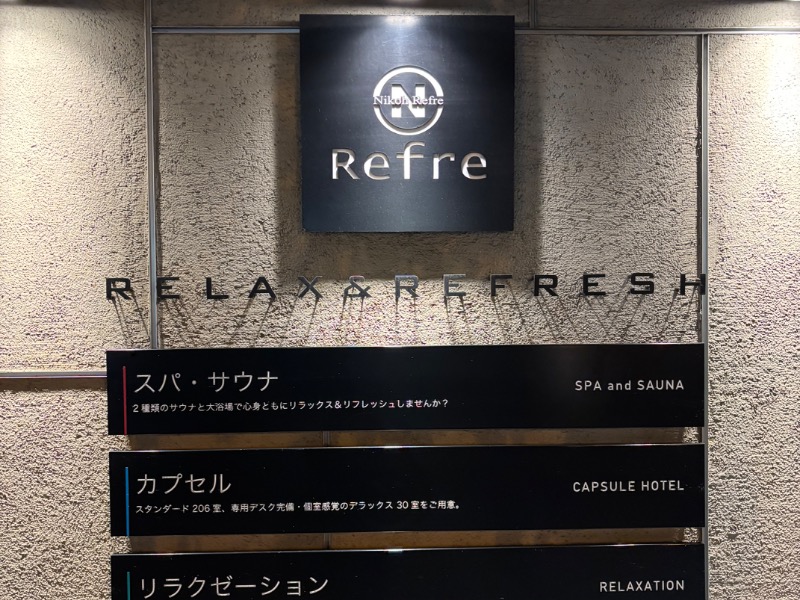 N
Nikoh Refre
Refre
RELAX&REFRESH
スパ・サウナ
SPA and SAUNA
2種類のサウナと大浴場で心身ともにリラックス&リフレッシュしませんか?
カプセル
CAPSULE HOTEL
スタンダード206室、専用デスク完備・個室感覚のデラックス30室をご用意。
リラクゼーション
RELAXATION